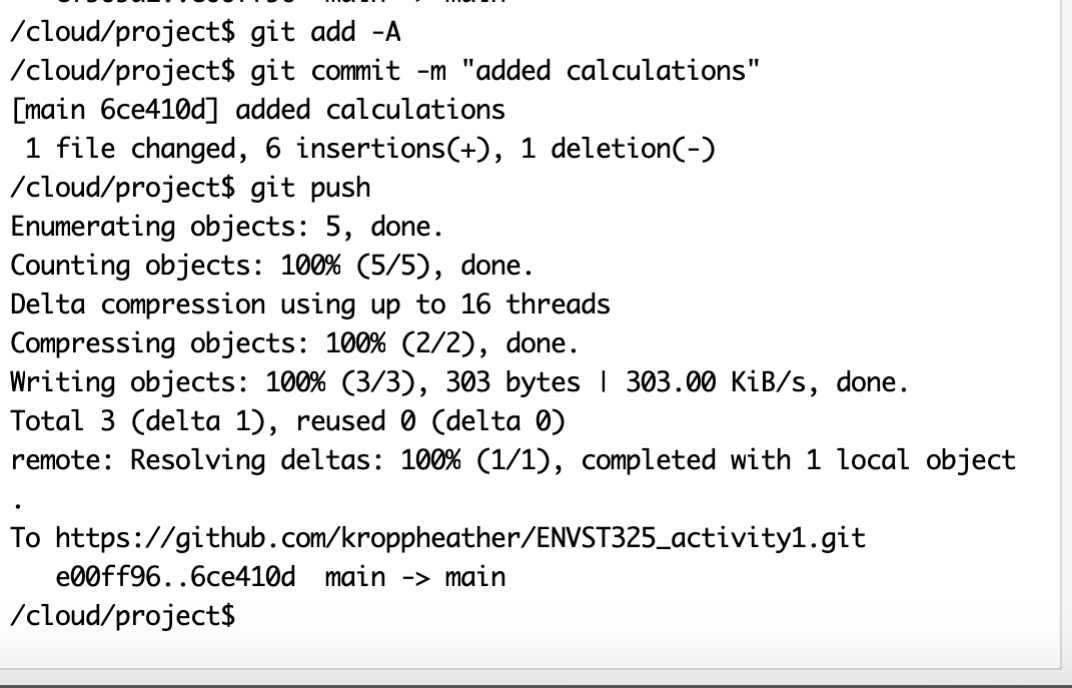 /cloud/project$ git add -A
/cloud/project$ git commit -m "added calculations"
[main 6ce410d] added calculations
 1 file changed, 6 insertions(+), 1 deletion(-)
/cloud/project$ git push
Enumerating objects: 5, done.
Counting objects: 100% (5/5), done.
Delta compression using up to 16 threads
Compressing objects: 100% (2/2), done.
Writing objects: 100% (3/3), 303 bytes | 303.00 KiB/s, done.
Total 3 (delta 1), reused 0 (delta 0)
remote: Resolving deltas: 100% (1/1), completed with 1 local object
.
To https://github.com/kroppheather/ENVST325_activity1.git
   e00ff96..6ce410d  main -> main
/cloud/project$